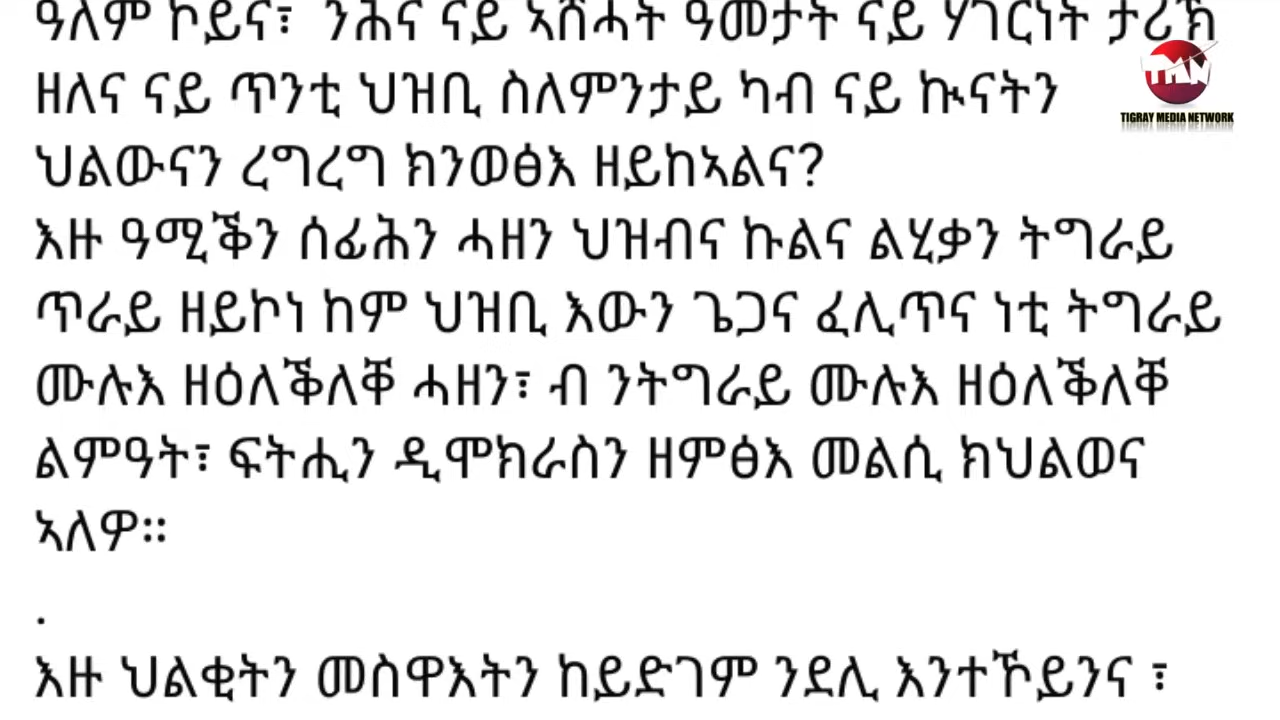 ዓለም ኮይና፣ ንሕና ናይ ኣሽሓት ዓመታት ናይ ሃገርነት ታሪኽ
ዘለና ናይ ጥንቲ ህዝቢ ስለምንታይ ካብ ናይ ኲናትን
ህልውናን ረግረግ ክንወፅእ ዘይከኣልና?
እዙ ዓሚቕን ሰፊሕን ሓዘን ህዝብና ኩልና ልሂቃን ትግራይ
ጥራይ ዘይኮነ ከም ህዝቢ እውን ጌጋና ፈሊጥና ነቲ ትግራይ
ሙሉእ ዘዕለቕለቐ ሓዘን፣ ብ ንትግራይ ሙሉእ ዘዕለቕለቐ
ልምዓት፣ ፍትሒን ዲሞክራስን ዘምፅእ መልሲ ክህልወና
ኣለዎ።
.
እዙ ህልቂትን መስዋእትን ከይድገም ንደሊ እንተኾይንና ፣
TMN
TIGRAY MEDIA NETWORK